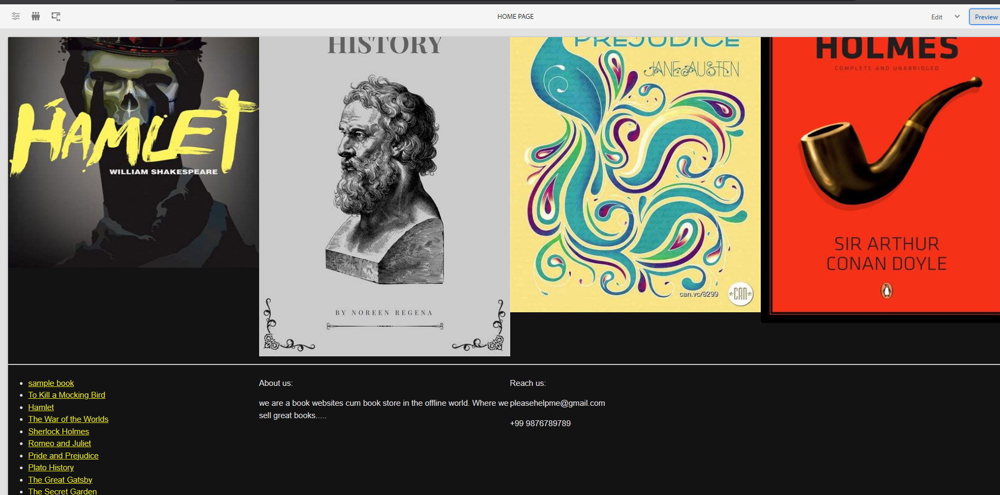 HOME PAGE
Edit
Preview
HAMLET
WILLIAM SHAKESPEARE
HISTORY
BY NOREEN REGENA
PREJUDICE
JANE AUSTEN
can.vc/8299
CAN
HOLMES
COMPLETE AND UNABRIDGED
SIR ARTHUR
CONAN DOYLE
sample book
To Kill a Mocking Bird
Hamlet
The War of the Worlds
Sherlock Holmes
Romeo and Juliet
Pride and Prejudice
Plato History
The Great Gatsby
The Secret Garden
About us:
we are a book websites cum book store in the offline world. Where we
sell great books.....
Reach us:
pleasehelpme@gmail.com
+99 9876789789